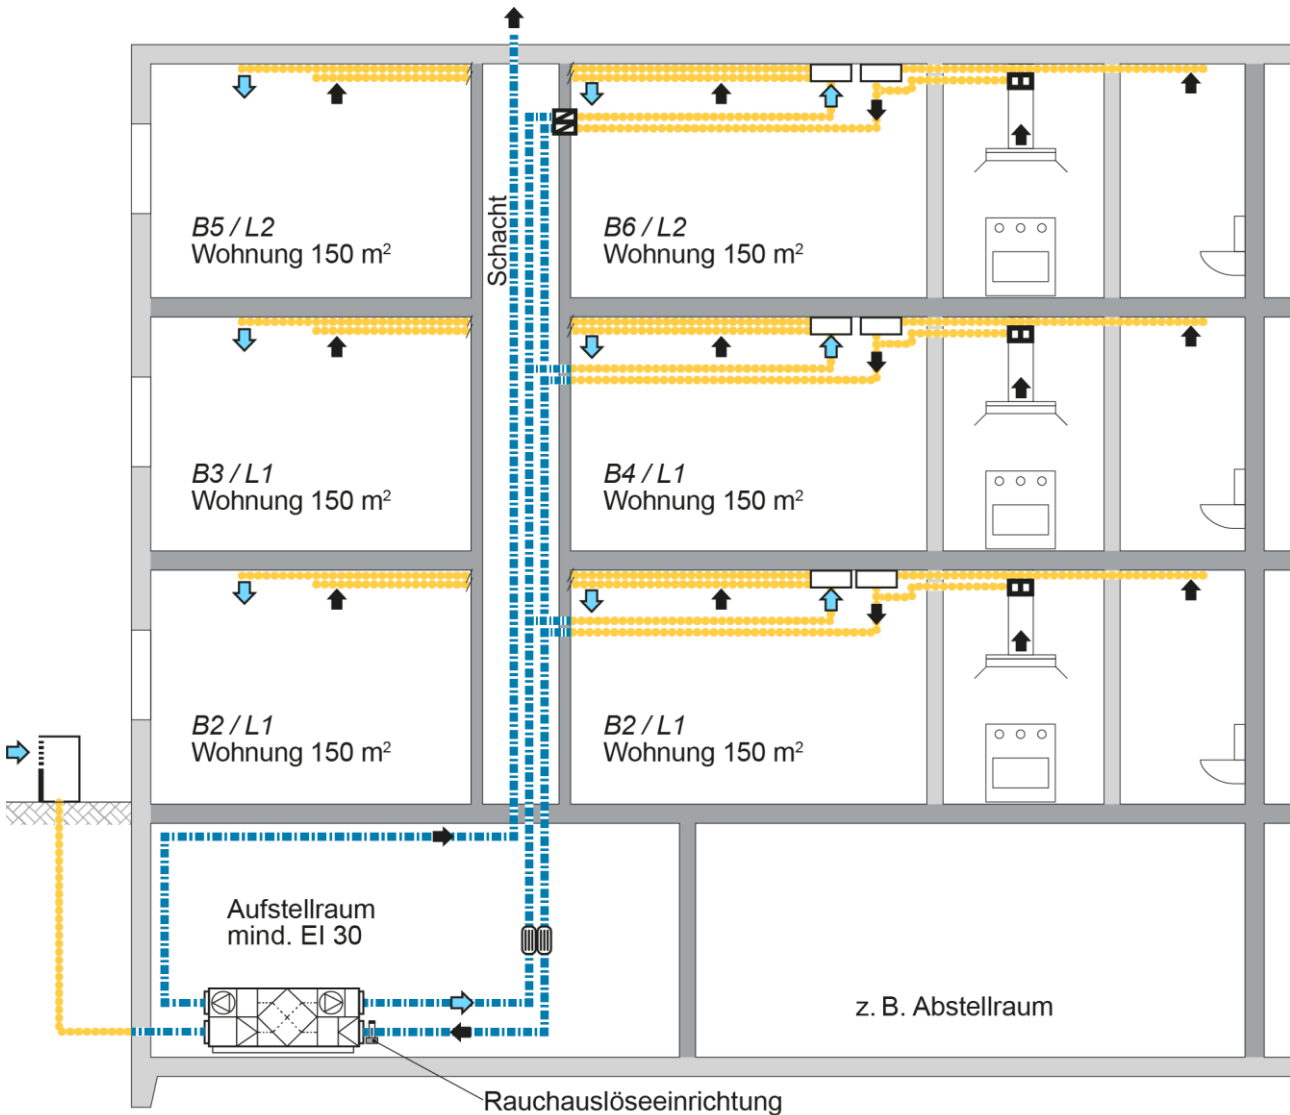 B5 / L2
Wohnung 150 m²
Schacht
B6 / L2
Wohnung 150 m²
B3 / L1
Wohnung 150 m²
B4 / L1
Wohnung 150 m²
B2 / L1
Wohnung 150 m²
B2 / L1
Wohnung 150 m²
Aufstellraum
mind. EI 30
z. B. Abstellraum
Rauchauslöseeinrichtung